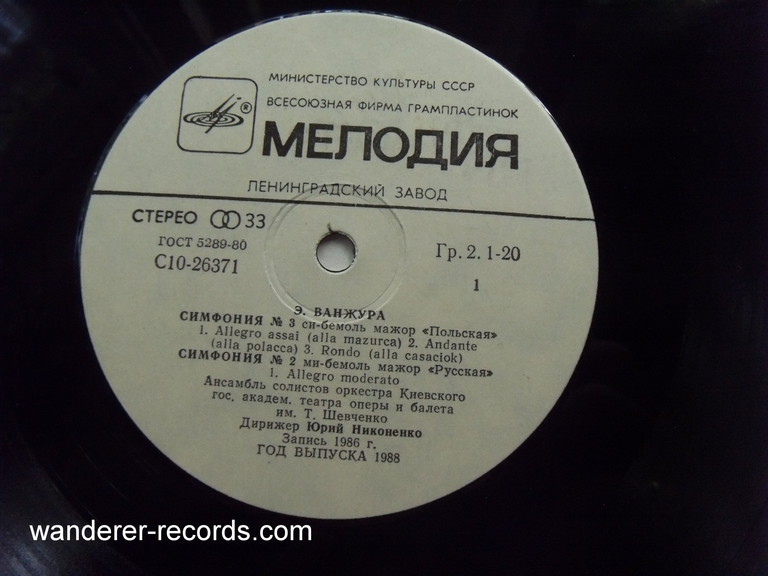 МИНИСТЕРСТВО КУЛЬТУРЫ СССР
ВСЕСОЮЗНАЯ ФИРМА ГРАМПЛАСТИНОК
®
МЕЛОДИЯ
ЛЕНИНГРАДСКИЙ ЗАВОД
СТЕРЕО 33
ГОСТ 5289-80
С10-26371
Гр. 2. 1-20
1
Э. ВАНЖУРА
СИМФОНИЯ № 3 си-бемоль мажор «Польская»
1. Allegro assai (alla mazurca) 2. Andante
(alla polacca) 3. Rondo (alla casaciok)
СИМФОНИЯ № 2 ми-бемоль мажор «Русская»
1. Allegro moderato
Ансамбль солистов оркестра Киевского
гос. академ. театра оперы и балета
им. Т. Шевченко
Дирижер Юрий Никоненко
Запись 1986 г.
ГОД ВЫПУСКА 1988
wanderer-records.com